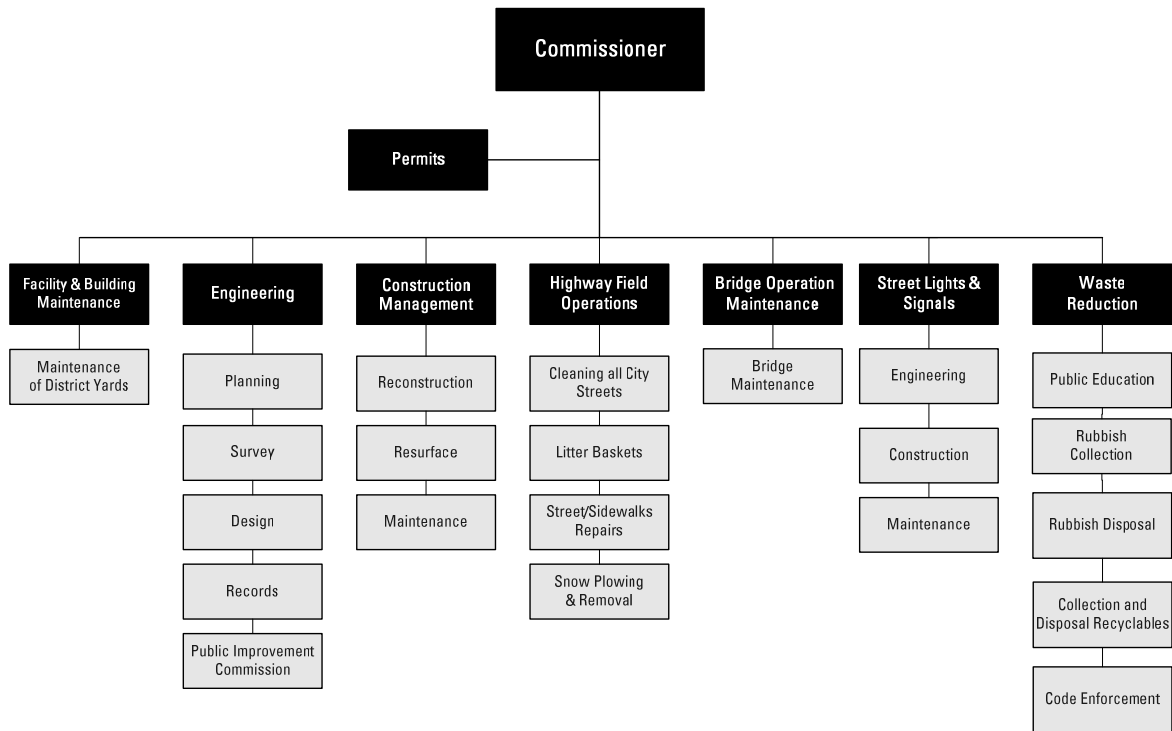 Commissioner
Permits
Facility & Building
Maintenance
Engineering
Construction
Management
Highway Field
Operations
Bridge Operation
Maintenance
Street Lights &
Signals
Waste
Reduction
Maintenance
of District Yards
Planning
Survey
Design
Records
Public Improvement
Commission
Reconstruction
Resurface
Maintenance
Cleaning all City
Streets
Litter Baskets
Street/Sidewalks
Repairs
Snow Plowing
& Removal
Bridge
Maintenance
Engineering
Construction
Maintenance
Public Education
Rubbish
Collection
Rubbish Disposal
Collection and
Disposal Recyclables
Code Enforcement